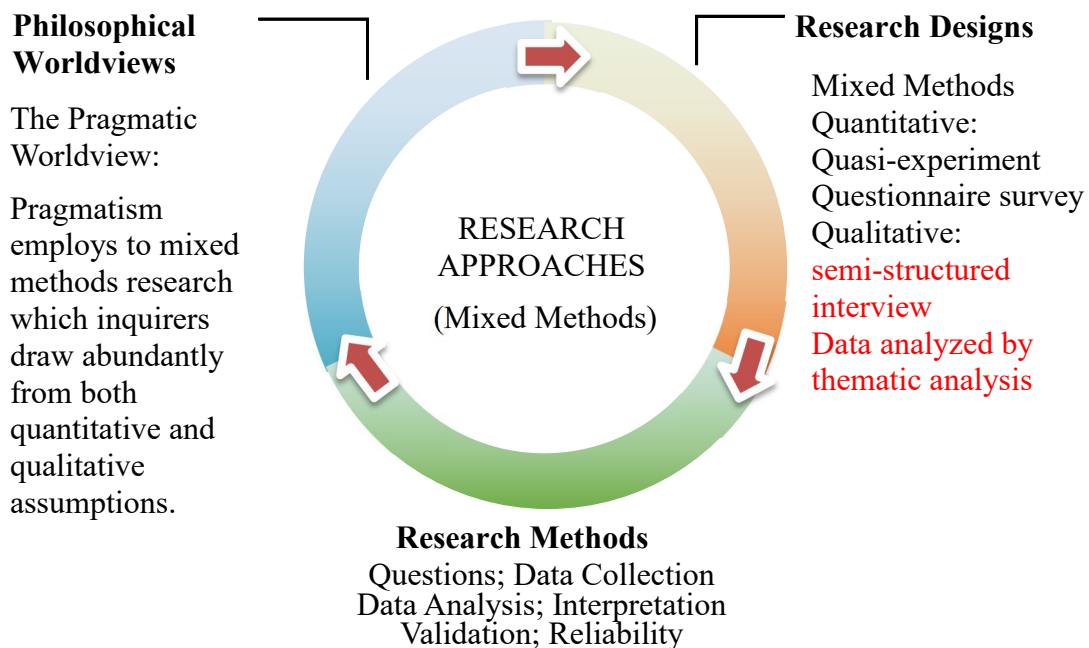 Philosophical
Worldviews
The Pragmatic
Worldview:
Pragmatism
employs to mixed
methods research
which inquirers
draw abundantly
from both
quantitative and
qualitative
assumptions.
RESEARCH
APPROACHES
(Mixed Methods)
Research Designs
Mixed Methods
Quantitative:
Quasi-experiment
Questionnaire survey
Qualitative:
semi-structured
interview
Data analyzed by
thematic analysis
Research Methods
Questions; Data Collection
Data Analysis; Interpretation
Validation; Reliability